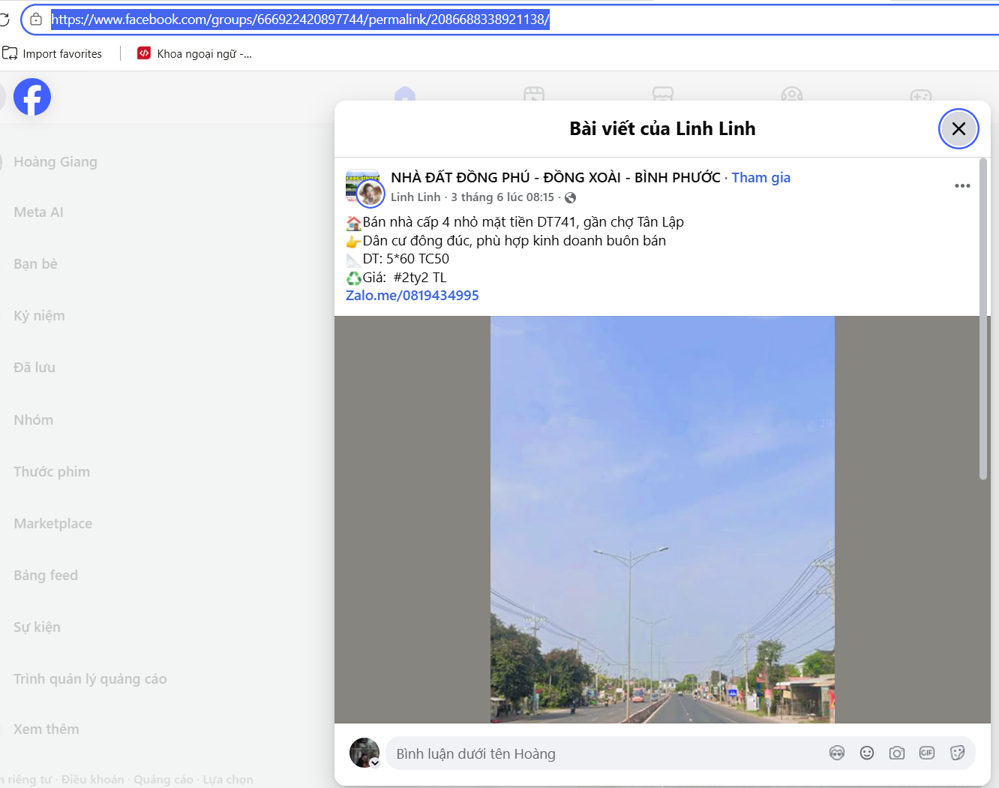 https://www.facebook.com/groups/666922420897744/permalink/2086688338921138/
Import favorites
Khoa ngoại ngữ -...
Bài viết của Linh Linh
Hoàng Giang
Meta AI
Bạn bè
Kỷ niệm
Đã lưu
Nhóm
Thước phim
Marketplace
Bảng feed
Sự kiện
Trình quản lý quảng cáo
Xem thêm
riêng tư · Điều khoản · Quảng cáo · Lựa chọn
NHÀ ĐẤT ĐỒNG PHÚ - ĐỒNG XOÀI - BÌNH PHƯỚC · Tham gia
Linh Linh · 3 tháng 6 lúc 08:15 ·
🏠Bán nhà cấp 4 nhỏ mặt tiền DT741, gần chợ Tân Lập
👉Dân cư đông đúc, phù hợp kinh doanh buôn bán
📐DT: 5*60 TC50
♻️Giá:  #2ty2 TL
Zalo.me/0819434995
Bình luận dưới tên Hoàng
GIF